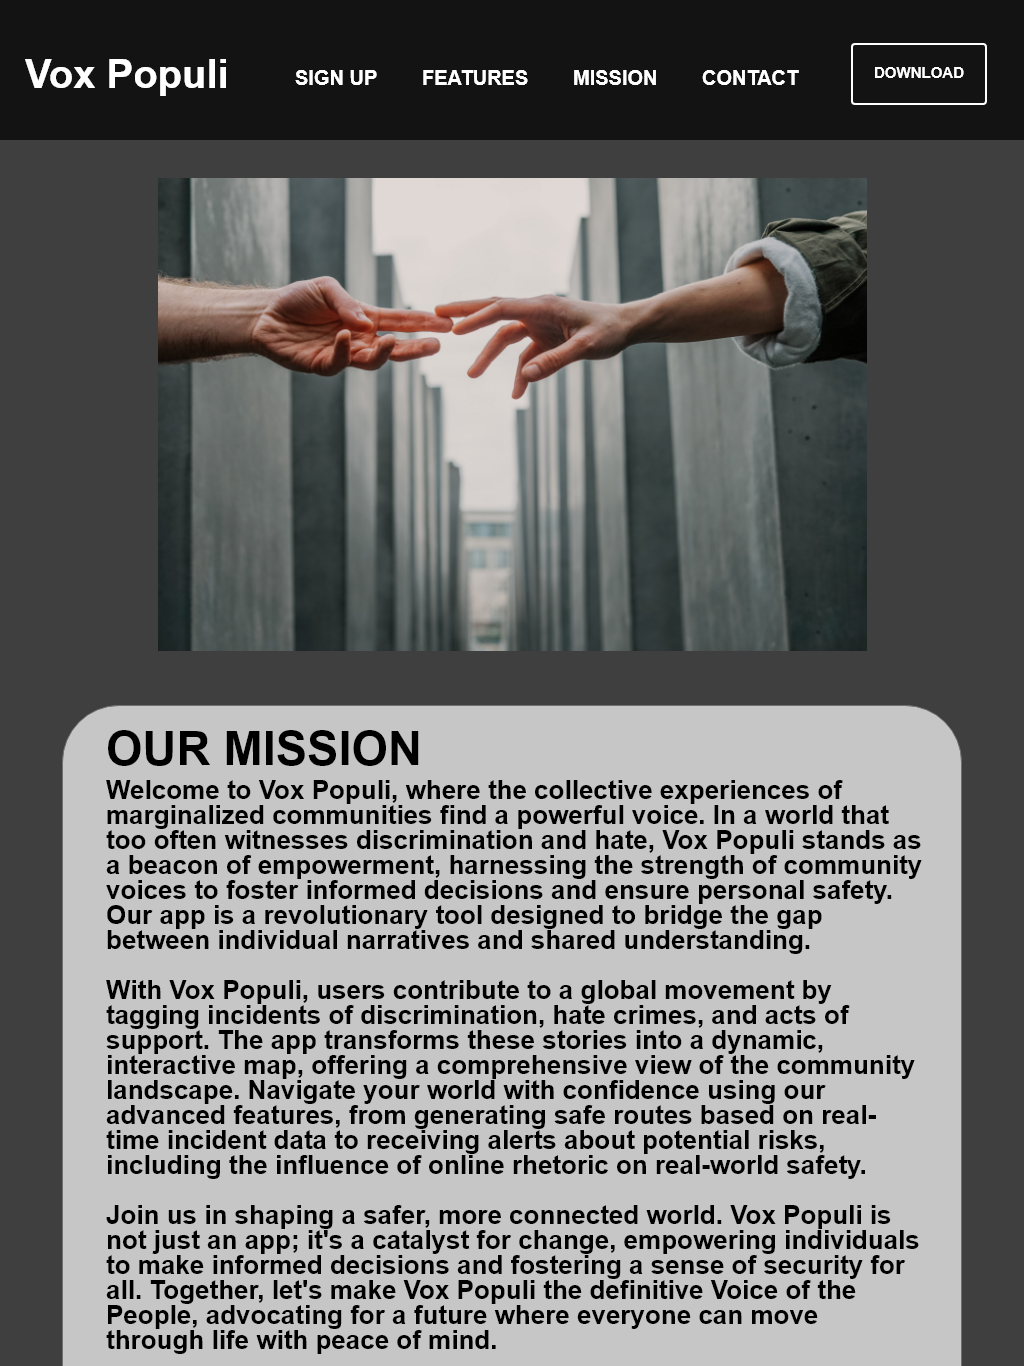 Vox Populi
SIGN UP
FEATURES
MISSION
CONTACT
DOWNLOAD
OUR MISSION
Welcome to Vox Populi, where the collective experiences of
marginalized communities find a powerful voice. In a world that
too often witnesses discrimination and hate, Vox Populi stands as
a beacon of empowerment, harnessing the strength of community
voices to foster informed decisions and ensure personal safety.
Our app is a revolutionary tool designed to bridge the gap
between individual narratives and shared understanding.
With Vox Populi, users contribute to a global movement by
tagging incidents of discrimination, hate crimes, and acts of
support. The app transforms these stories into a dynamic,
interactive map, offering a comprehensive view of the community
landscape. Navigate your world with confidence using our
advanced features, from generating safe routes based on real-
time incident data to receiving alerts about potential risks,
including the influence of online rhetoric on real-world safety.
Join us in shaping a safer, more connected world. Vox Populi is
not just an app; it's a catalyst for change, empowering individuals
to make informed decisions and fostering a sense of security for
all. Together, let's make Vox Populi the definitive Voice of the
People, advocating for a future where everyone can move
through life with peace of mind.